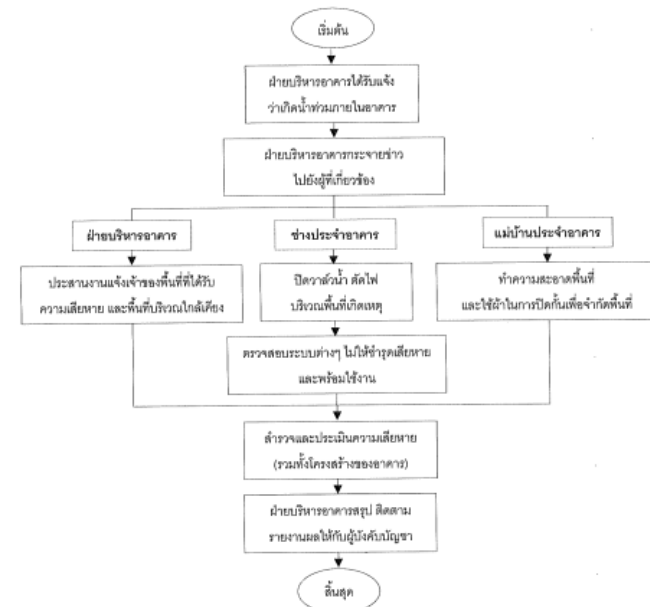 เริ่มต้น
ฝ่ายบริหารอาคารได้รับแจ้ง
ว่าเกิดน้ำท่วมภายในอาคาร
ฝ่ายบริหารอาคารกระจายข่าว
ไปยังผู้ที่เกี่ยวข้อง
ฝ่ายบริหารอาคาร
ประสานงานแจ้งเจ้าของพื้นที่ที่ได้รับ
ความเสียหาย และพื้นที่บริเวณใกล้เคียง
ช่างประจำอาคาร
ปิดวาล์วน้ำ ตัดไฟ
บริเวณพื้นที่เกิดเหตุ
ตรวจสอบระบบต่างๆ ไม่ให้ชำรุดเสียหาย
และพร้อมใช้งาน
แม่บ้านประจำอาคาร
ทำความสะอาดพื้นที่
และใช้ผ้าในการปิดกั้นเพื่อจำกัดพื้นที่
สำรวจและประเมินความเสียหาย
(รวมทั้งโครงสร้างของอาคาร)
ฝ่ายบริหารอาคารสรุป ติดตาม
รายงานผลให้กับผู้บังคับบัญชา
สิ้นสุด